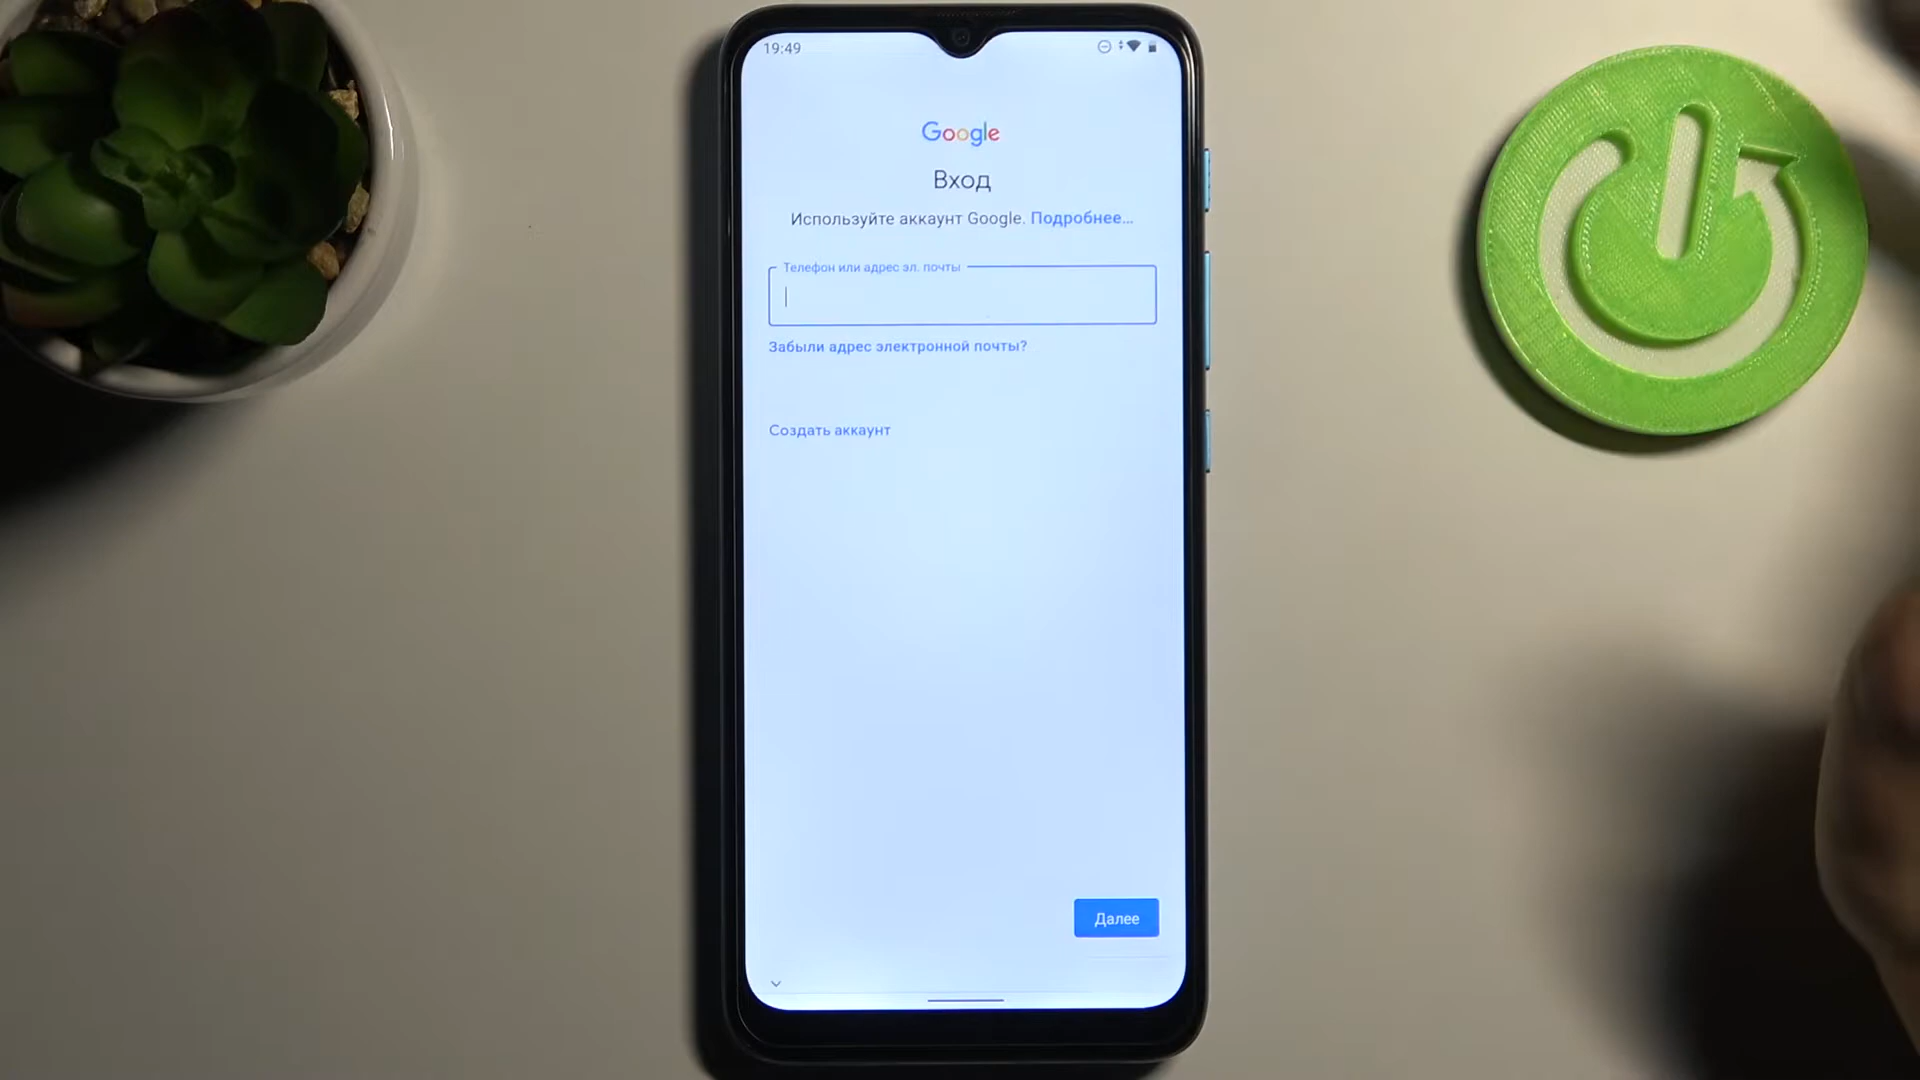 19:49
Google
Вход
Используйте аккаунт Google. Подробнее...
Телефон или адрес эл. почты
Забыли адрес электронной почты?
Создать аккаунт
Далее